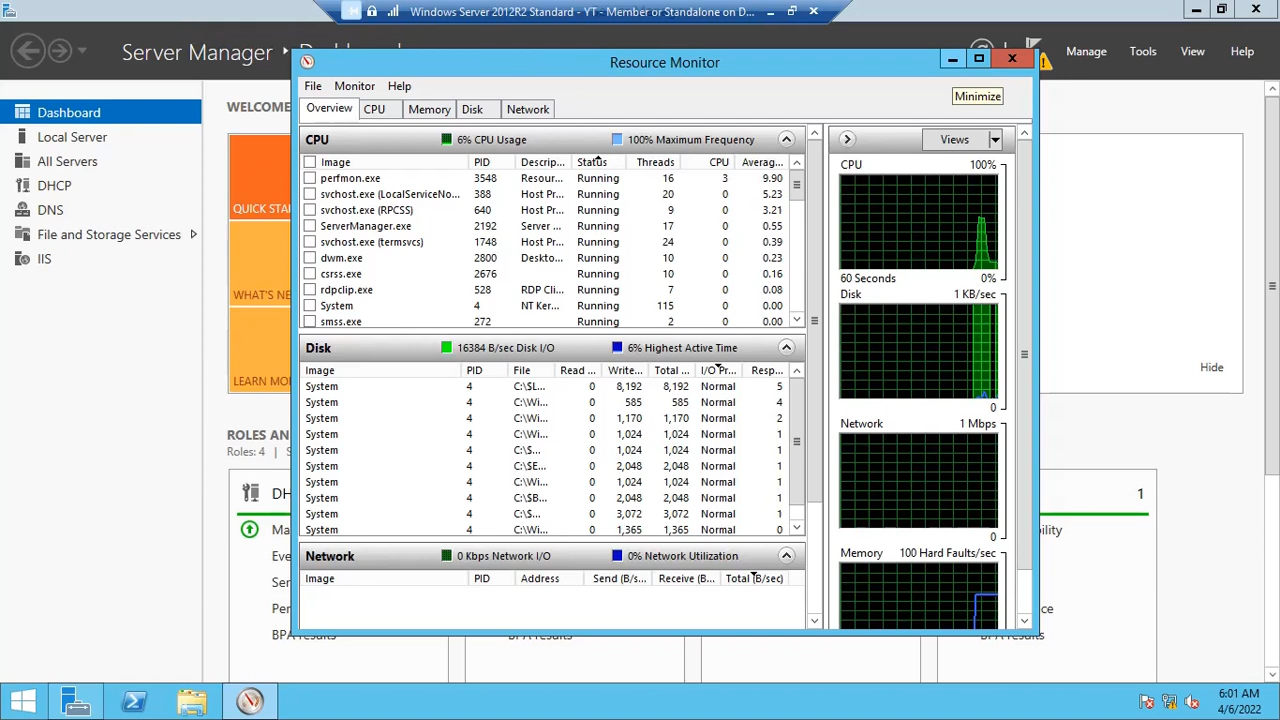 Windows Server 2012R2 Standard - YT - Member or Standalone on D...
Server Manager
Manage
Tools
View
Help
Resource Monitor
File
Monitor
Help
Minimize
Overview
CPU
Memory
Disk
Network
Dashboard
Local Server
All Servers
DHCP
DNS
File and Storage Services
IIS
WELCOME
QUICK STA
WHAT'S NE
LEARN MO
Hide
CPU 6% CPU Usage 100% Maximum Frequency
Image PID Descrip... Status Threads CPU Averag...
perfmon.exe 3548 Resour... Running 16 3 9.90
svchost.exe (LocalServiceNo... 388 Host Pr... Running 20 0 5.23
svchost.exe (RPCSS) 640 Host Pr... Running 9 0 3.21
ServerManager.exe 2192 Server ... Running 17 0 0.55
svchost.exe (termsvcs) 1748 Host Pr... Running 24 0 0.39
dwm.exe 2800 Deskto... Running 10 0 0.23
csrss.exe 2676 Running 10 0 0.16
rdpclip.exe 528 RDP Cli... Running 7 0 0.08
System 4 NT Ker... Running 115 0 0.00
smss.exe 272 Running 2 0 0.00
Disk 16384 B/sec Disk I/O 6% Highest Active Time
Image PID File Read ... Write... Total ... I/O Pr... Resp...
System 4 C:\$L... 0 8,192 8,192 Normal 5
System 4 C:\Wi... 0 585 585 Normal 4
System 4 C:\Wi... 0 1,170 1,170 Normal 2
System 4 C:\Wi... 0 1,024 1,024 Normal 1
System 4 C:\$... 0 1,024 1,024 Normal 1
System 4 C:\$E... 0 2,048 2,048 Normal 1
System 4 C:\Wi... 0 1,024 1,024 Normal 1
System 4 C:\$B... 0 2,048 2,048 Normal 1
System 4 C:\$... 0 3,072 3,072 Normal 1
System 4 C:\Wi... 0 1,365 1,365 Normal 0
Network 0 Kbps Network I/O 0% Network Utilization
Image PID Address Send (B/s... Receive (B... Total (B/sec)
Views
CPU 100%
60 Seconds 0%
Disk 1 KB/sec
0
Network 1 Mbps
0
Memory 100 Hard Faults/sec
ROLES AN
Roles: 4
DH
1
Ma
Eve
Ser
Per
BPA results
BPA results
6:01 AM
4/6/2022